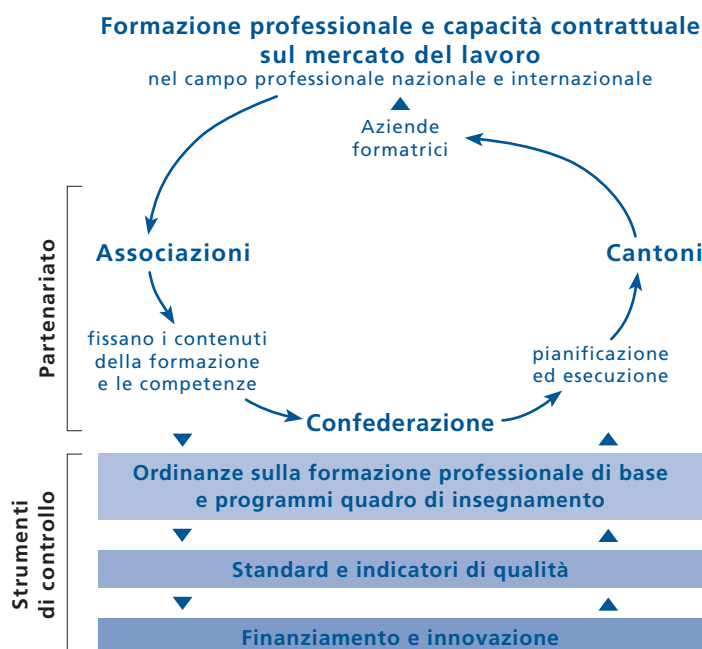 Formazione professionale e capacità contrattuale
sul mercato del lavoro
nel campo professionale nazionale e internazionale
Aziende
formatrici
Partenariato
Associazioni
Cantoni
fissano i contenuti
della formazione
e le competenze
pianificazione
ed esecuzione
Confederazione
Strumenti
di controllo
Ordinanze sulla formazione professionale di base
e programmi quadro di insegnamento
Standard e indicatori di qualità
Finanziamento e innovazione